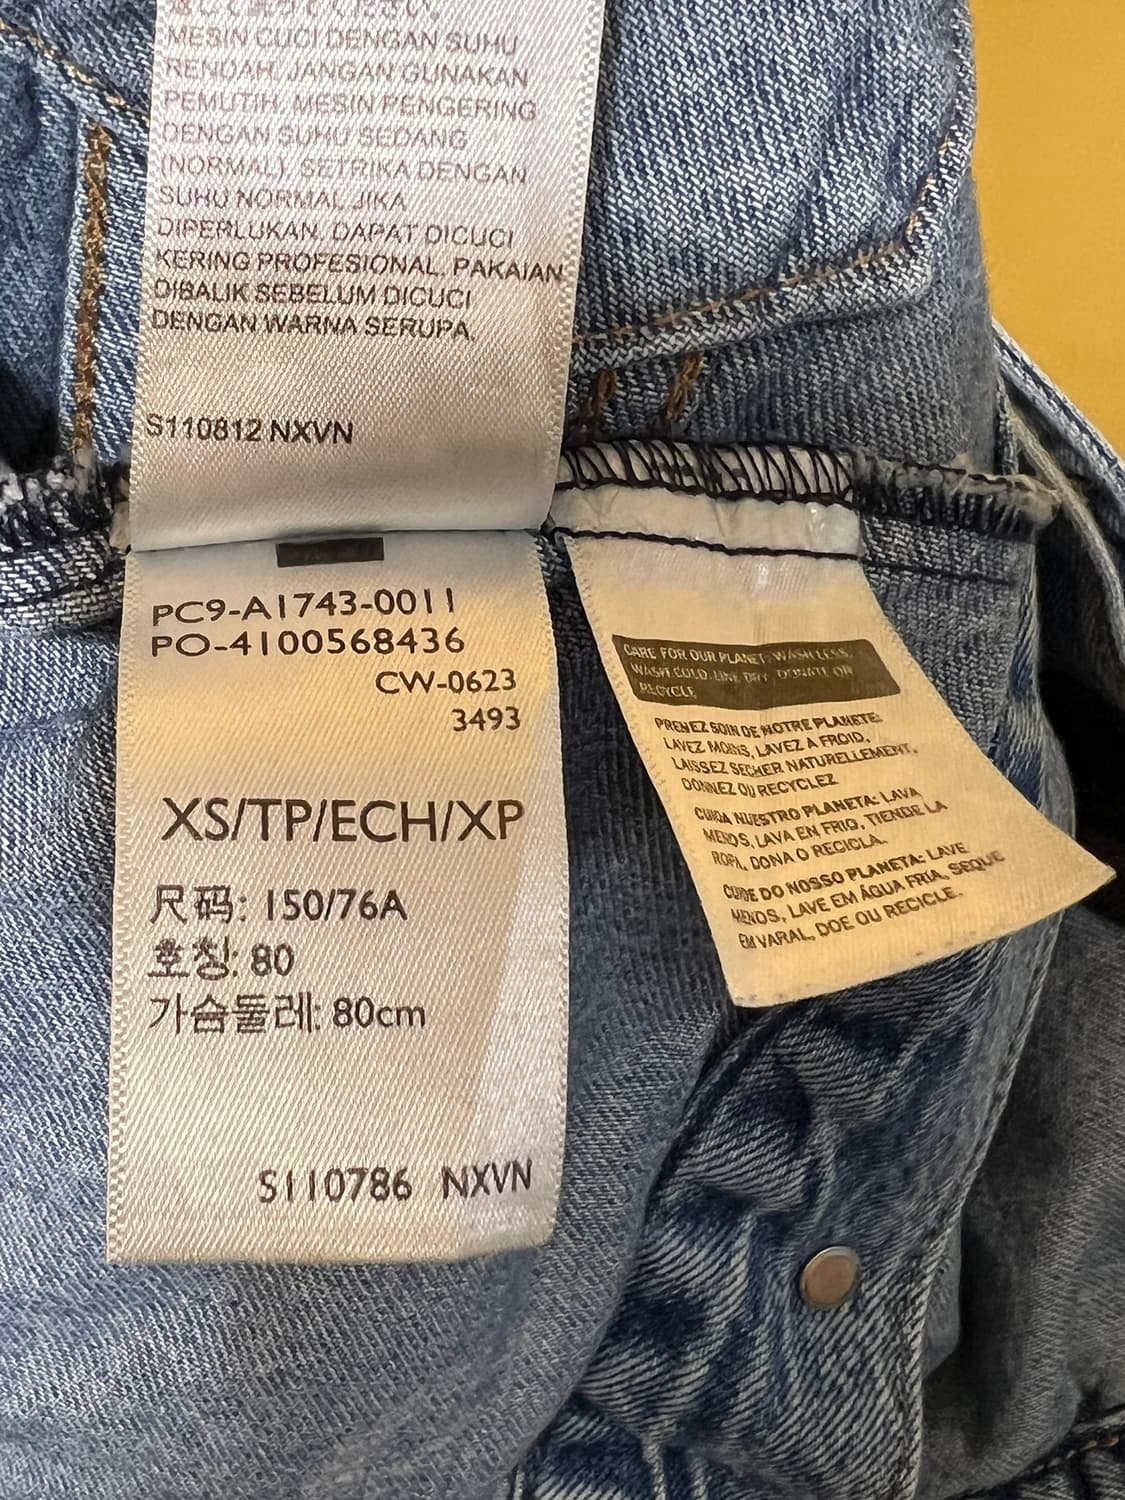 MESIN CUCI DENGAN SUHU
RENDAH. JANGAN GUNAKAN
PEMUTIH. MESIN PENGERING
DENGAN SUHU SEDANG
(NORMAL). SETRIKA DENGAN
SUHU NORMAL JIKA
DIPERLUKAN. DAPAT DICUCI
KERING PROFESIONAL. PAKAIAN
DIBALIK SEBELUM DICUCI
DENGAN WARNA SERUPA.
S110812 NXVN
PC9-A1743-0011
PO-4100568436
CW-0623
3493
XS/TP/ECH/XP
尺码: 150/76A
호칭: 80
가슴둘레: 80cm
S110786 NXVN
CARE FOR OUR PLANET: WASH LESS,
WASH COLD, LINE DRY, DONATE OR
RECYCLE
PRENEZ SOIN DE NOTRE PLANETE:
LAVEZ MOINS, LAVEZ A FROID,
LAISSEZ SECHER NATURELLEMENT,
DONNEZ OU RECYCLEZ
CUIDA NUESTRO PLANETA: LAVA
MENOS, LAVA EN FRIO, TIENDE LA
ROPA, DONA O RECICLA.
CUIDE DO NOSSO PLANETA: LAVE
MENOS, LAVE EM ÁGUA FRIA, SEQUE
EM VARAL, DOE OU RECICLE.